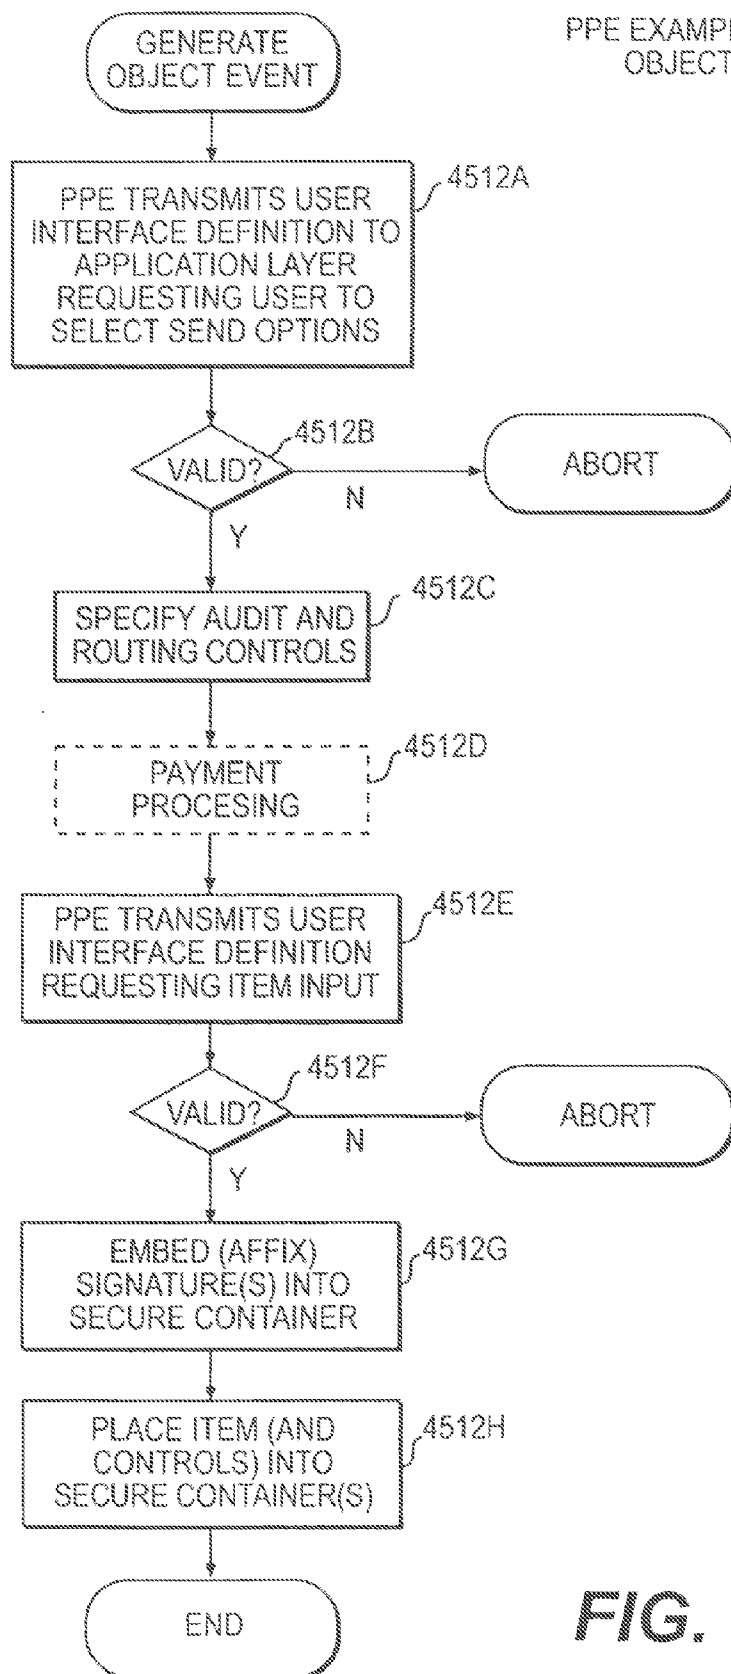 GENERATE
OBJECT EVENT
PPE
OBJECT
4512A
PPE TRANSMITS USER
INTERFACE DEFINITION TO
APPLICATION LAYER
REQUESTING USER TO
SELECT SEND OPTIONS
4512B
VALID?
N
ABORT
Y
4512C
SPECIFY AUDIT AND
ROUTING CONTROLS
4512D
PAYMENT
PROCESING
4512E
PPE TRANSMITS USER
INTERFACE DEFINITION
REQUESTING ITEM INPUT
4512F
VALID?
N
ABORT
Y
4512G
EMBED (AFFIX)
SIGNATURE(S) INTO
SECURE CONTAINER
4512H
PLACE ITEM (AND
CONTROLS) INTO
SECURE CONTAINER(S)
END
FIG.